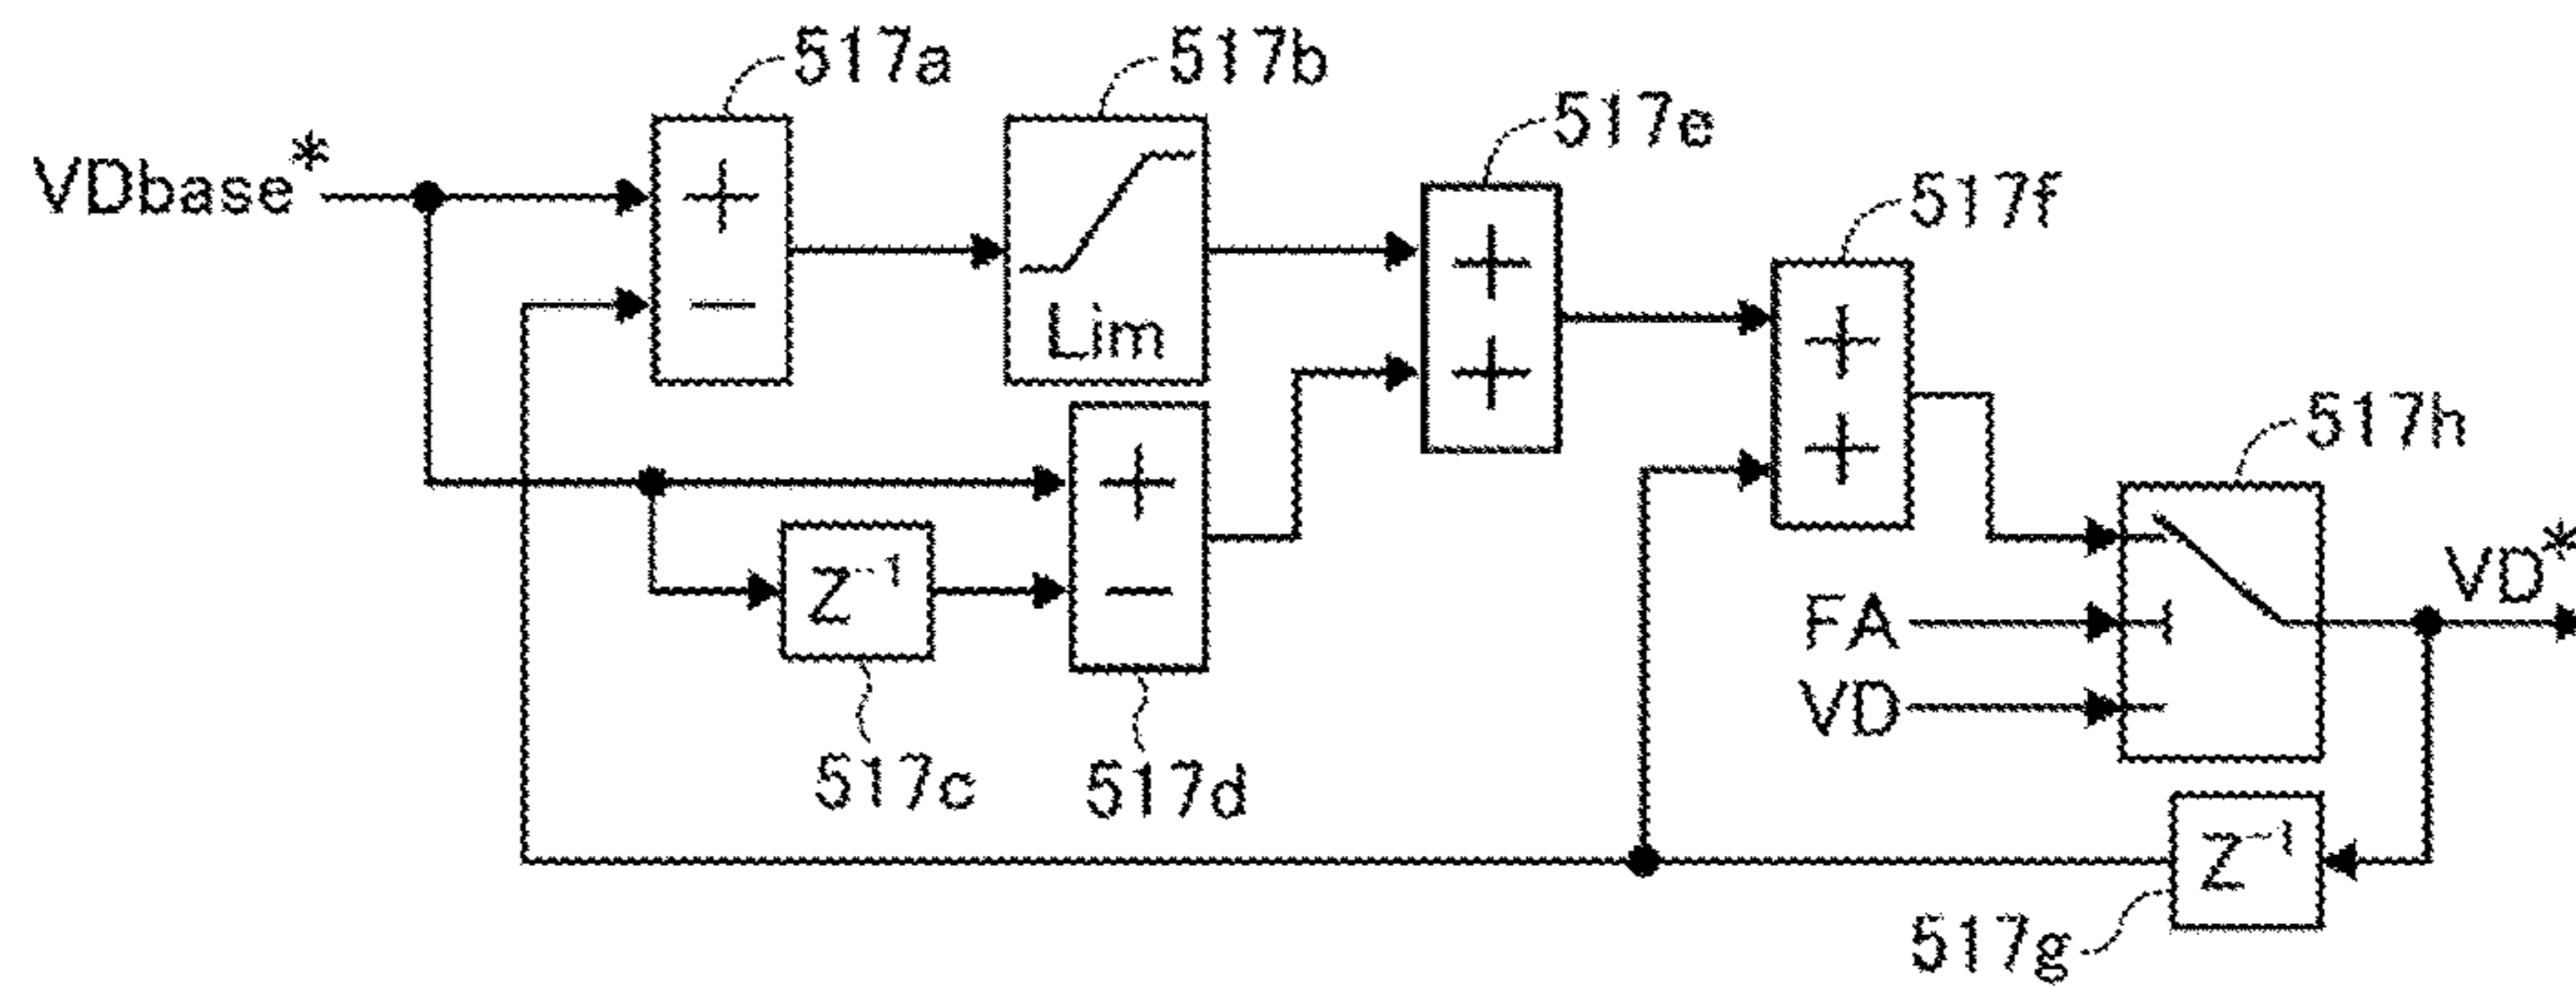 517a
517b
517e
VDbase*
+
−
Lim
+
+
517f
+
+
517h
+
−
Z⁻¹
FA
VD
VD*
517c
517d
Z⁻¹
517g